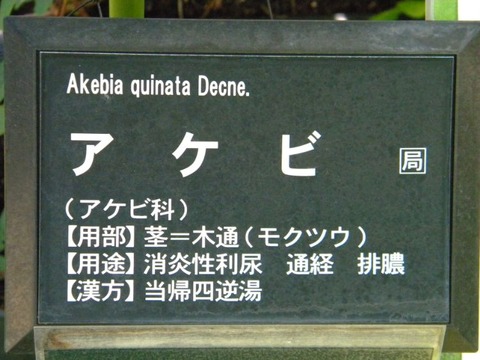 Akebia quinata Decne.
アケビ 局
(アケビ科)
【用部】茎＝木通(モクツウ)
【用途】消炎性利尿　通経　排膿
【漢方】当帰四逆湯